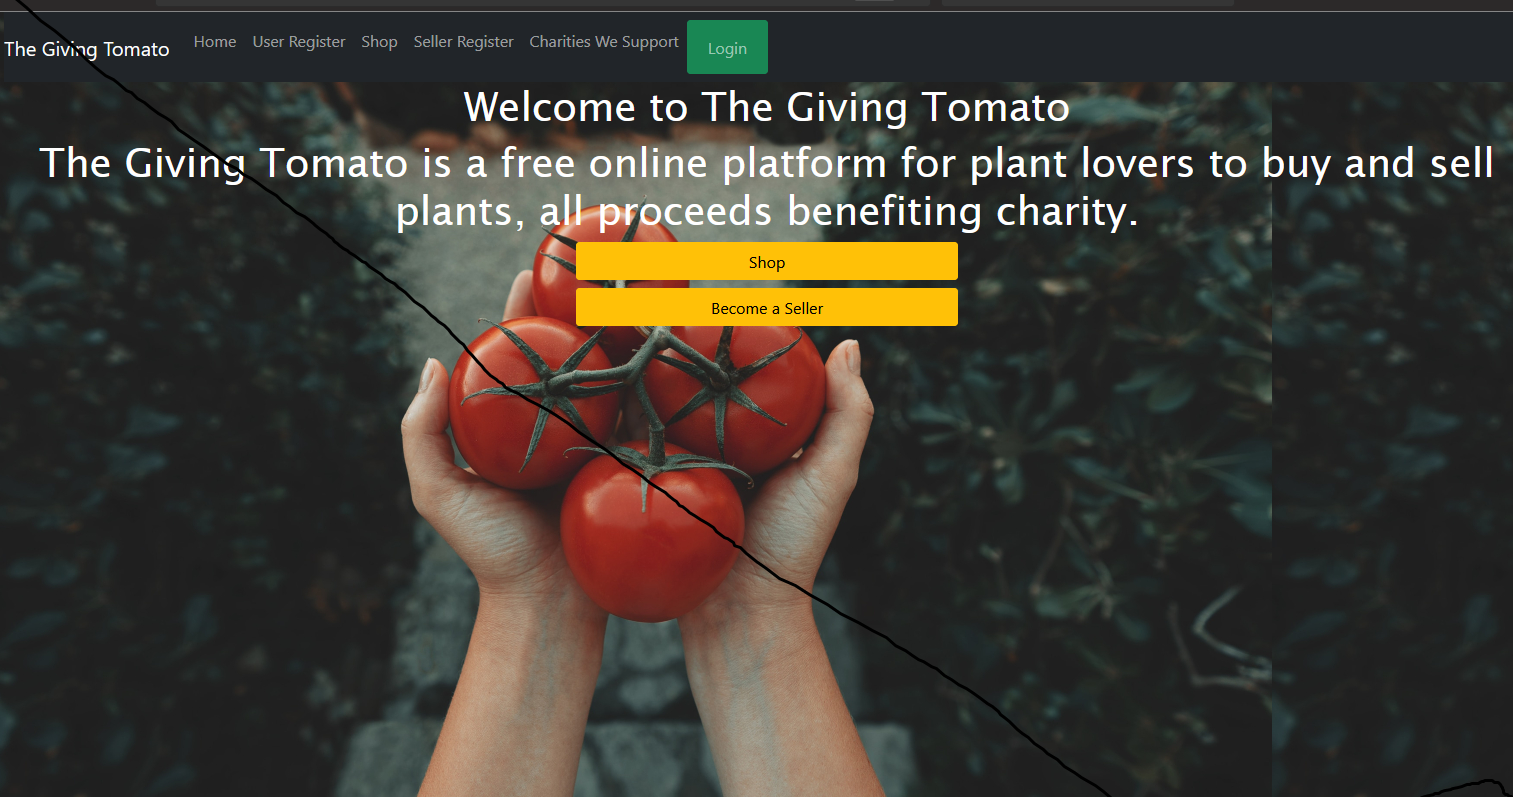 The Giving Tomato Home User Register Shop Seller Register Charities We Support Login
Welcome to The Giving Tomato
The Giving Tomato is a free online platform for plant lovers to buy and sell
plants, all proceeds benefiting charity.
Shop
Become a Seller